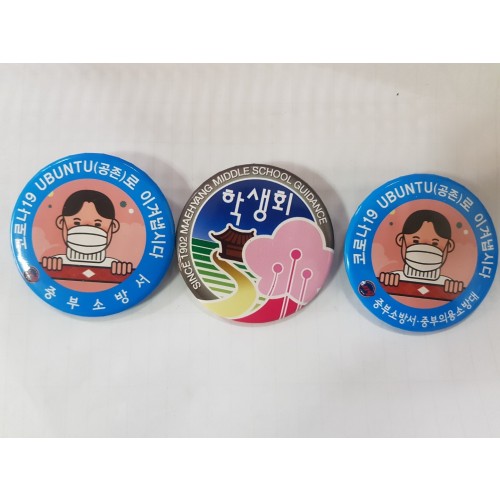 코로나19 UBUNTU(공존)로 이겨냅시다
중부소방서
SINCE 1902 MAEHYANG MIDDLE SCHOOL GUIDANCE
학생회
코로나19 UBUNTU(공존)로 이겨냅시다
중부소방서·중부의용소방대